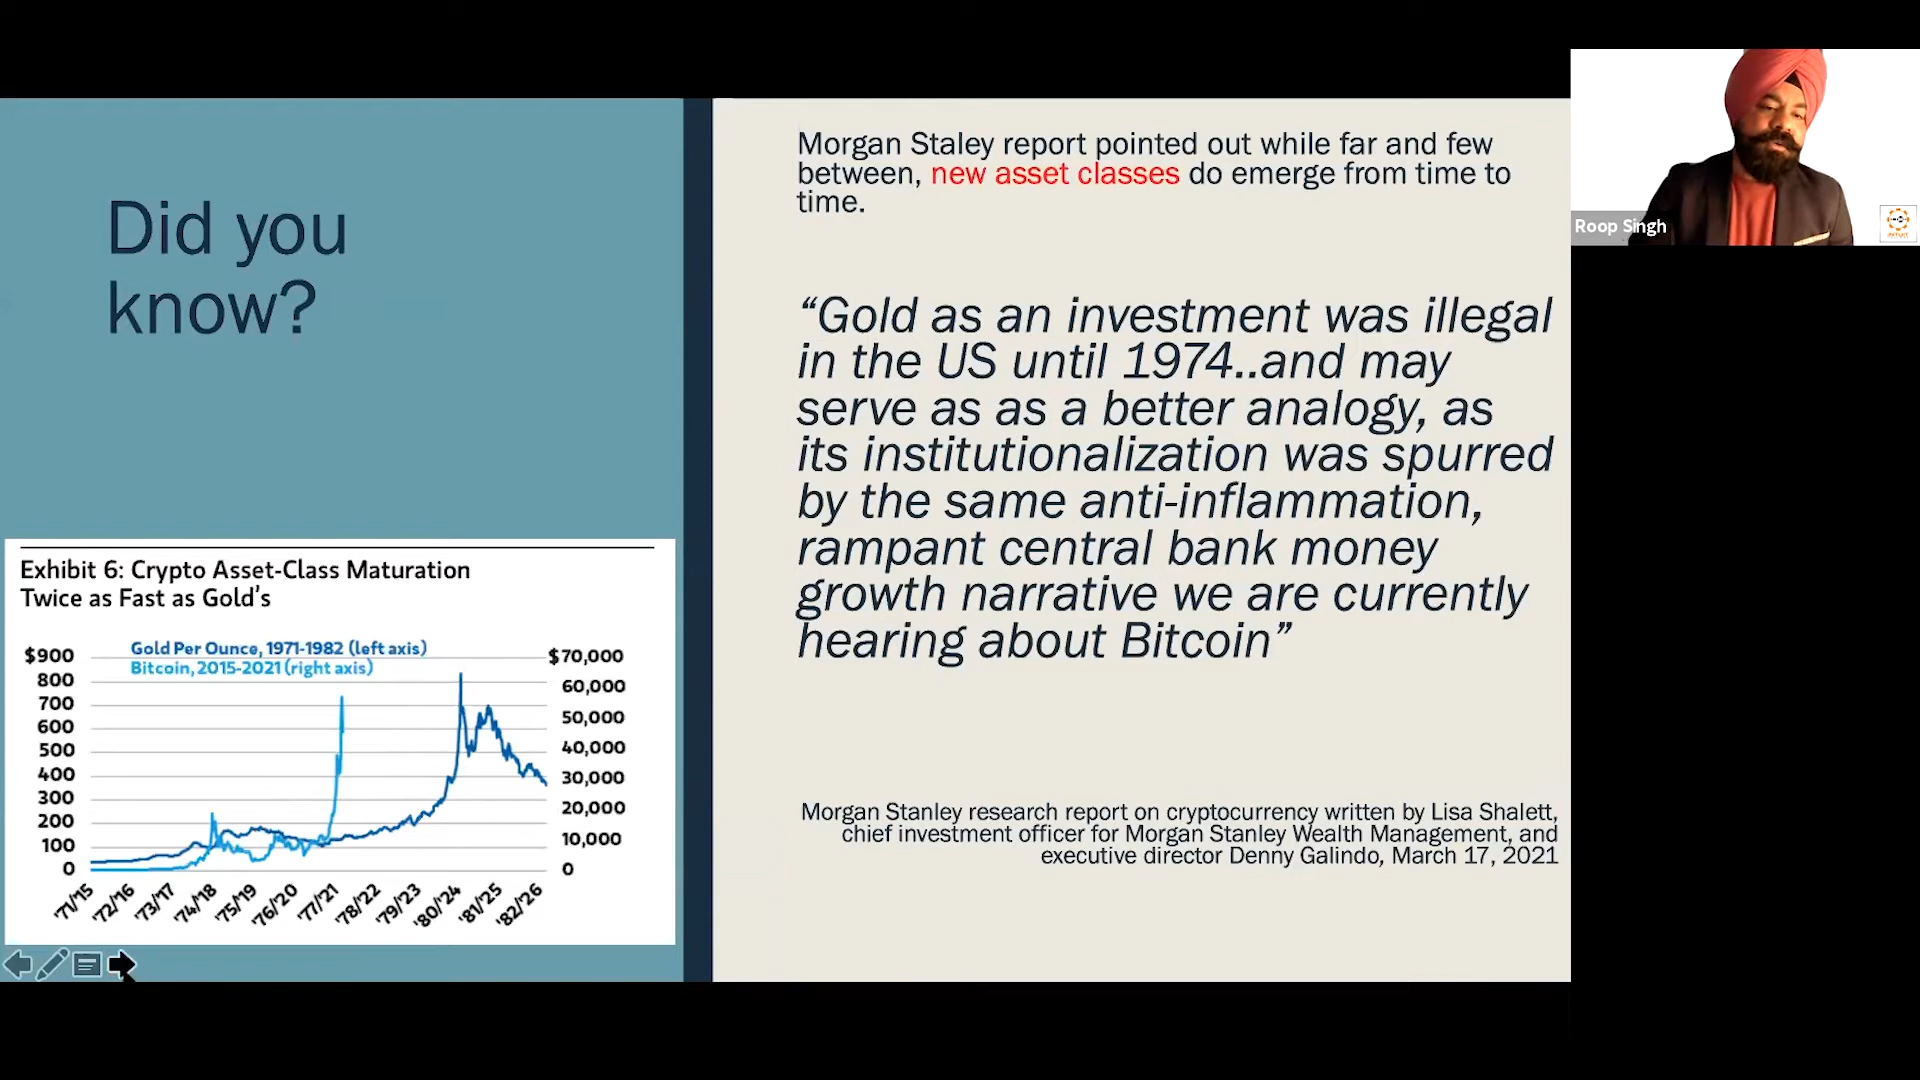 Did you
know?
Exhibit 6: Crypto Asset-Class Maturation
Twice as Fast as Gold's
Gold Per Ounce, 1971-1982 (left axis)
Bitcoin, 2015-2021 (right axis)
$900
800
700
600
500
400
300
200
100
0
$70,000
60,000
50,000
40,000
30,000
20,000
10,000
0
'71/'15
'72/'16
'73/'17
'74/'18
'75/'19
'76/'20
'77/'21
'78/'22
'79/'23
'80/'24
'81/'25
'82/'26
Morgan Staley report pointed out while far and few
between, new asset classes do emerge from time to
time.
“Gold as an investment was illegal
in the US until 1974..and may
serve as as a better analogy, as
its institutionalization was spurred
by the same anti-inflammation,
rampant central bank money
growth narrative we are currently
hearing about Bitcoin”
Morgan Stanley research report on cryptocurrency written by Lisa Shalett,
chief investment officer for Morgan Stanley Wealth Management, and
executive director Denny Galindo, March 17, 2021
Roop Singh